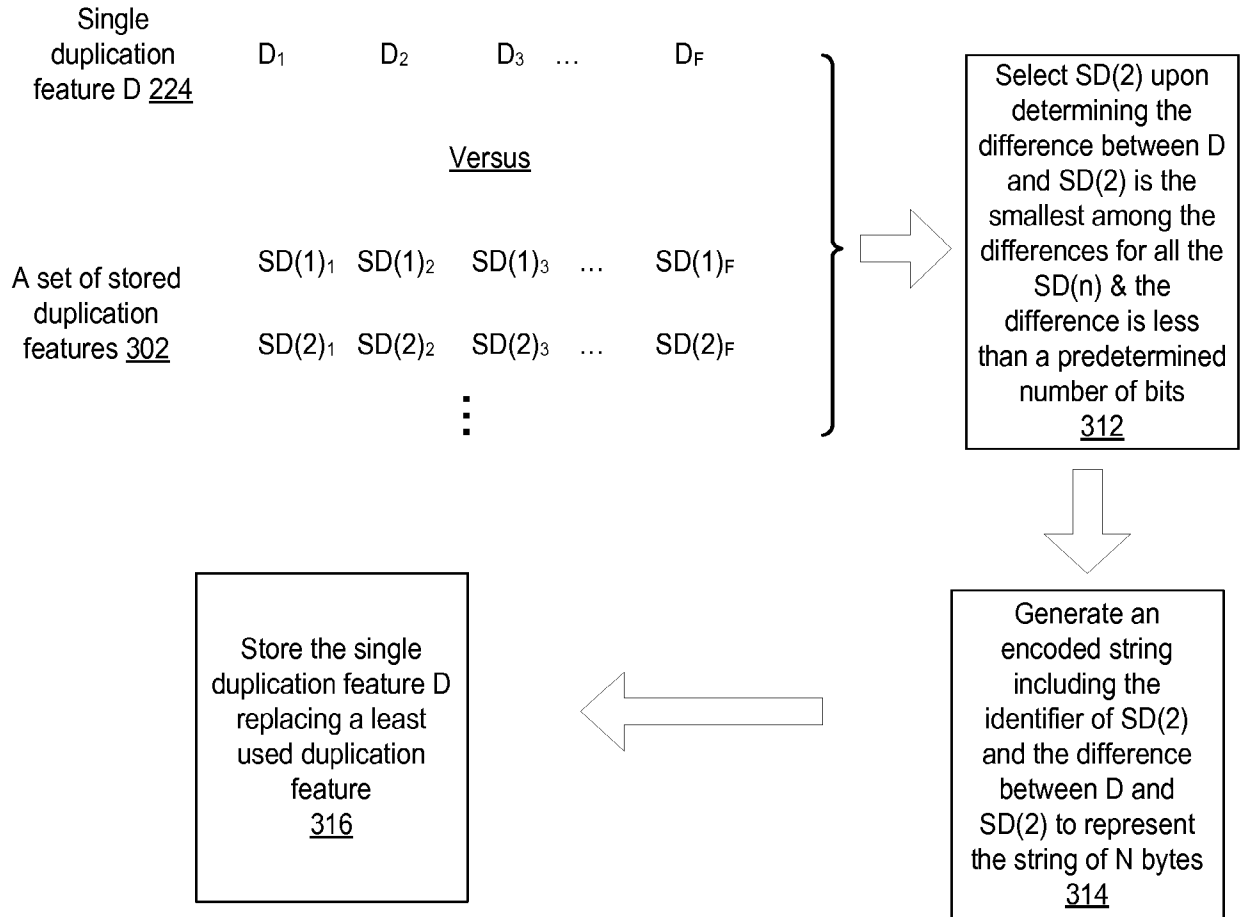 Single
duplication
feature D 224
D₁ D₂ D₃ ... D_F
Versus
A set of stored
duplication
features 302
SD(1)₁ SD(1)₂ SD(1)₃ ... SD(1)_F
SD(2)₁ SD(2)₂ SD(2)₃ ... SD(2)_F
⋮
Select SD(2) upon
determining the
difference between D
and SD(2) is the
smallest among the
differences for all the
SD(n) & the
difference is less
than a predetermined
number of bits
312
Generate an
encoded string
including the
identifier of SD(2)
and the difference
between D and
SD(2) to represent
the string of N bytes
314
Store the single
duplication feature D
replacing a least
used duplication
feature
316